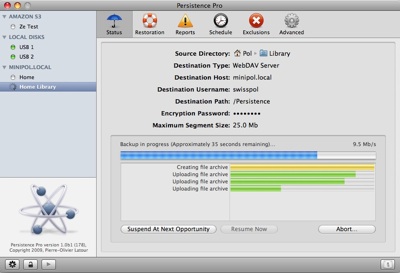 Persistence Pro
AMAZON S3
Ze Test
LOCAL DISKS
USB 1
USB 2
MINIPOL.LOCAL
Home
Home Library
Status
Restoration
Reports
Schedule
Exclusions
Advanced
Source Directory: Pol Library
Destination Type: WebDAV Server
Destination Host: minipol.local
Destination Username: swisspol
Destination Path: /Persistence
Encryption Password: ••••••••
Maximum Segment Size: 25.0 Mb
Backup in progress (Approximately 35 seconds remaining)... 9.5 Mb/s
Creating file archive
Uploading file archive
Uploading file archive
Uploading file archive
Suspend At Next Opportunity
Resume Now
Abort...
Persistence Pro version 1.0b1 (178),
Copyright 2009, Pierre-Olivier Latour